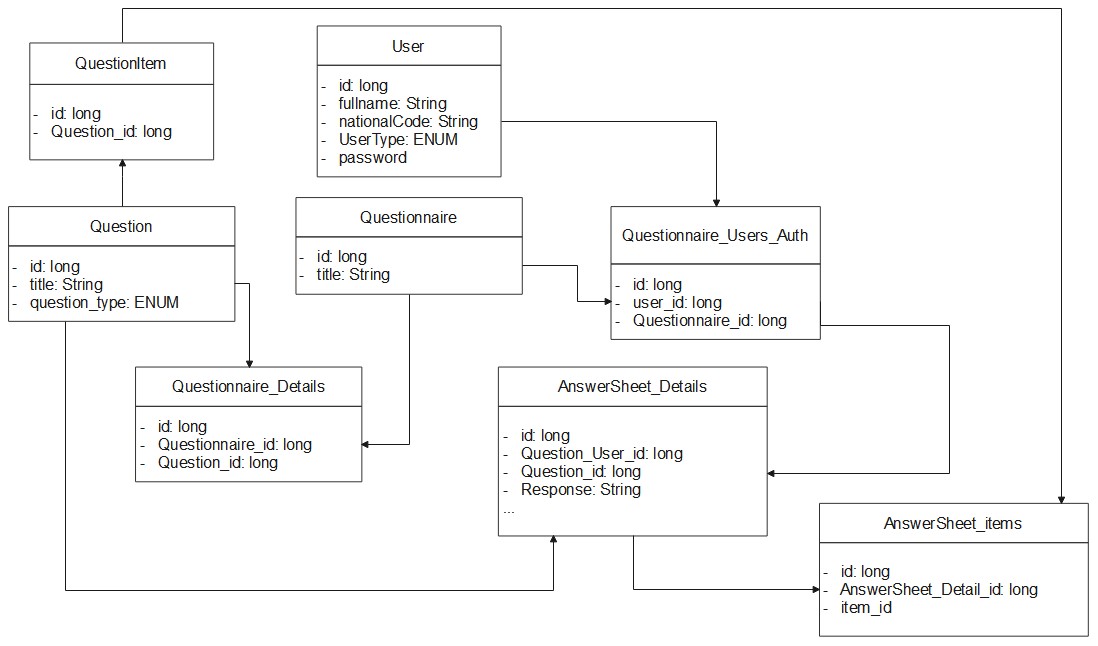 QuestionItem
- id: long
- Question_id: long
User
- id: long
- fullname: String
- nationalCode: String
- UserType: ENUM
- password
Question
- id: long
- title: String
- question_type: ENUM
Questionnaire
- id: long
- title: String
Questionnaire_Users_Auth
- id: long
- user_id: long
- Questionnaire_id: long
Questionnaire_Details
- id: long
- Questionnaire_id: long
- Question_id: long
AnswerSheet_Details
- id: long
- Question_User_id: long
- Question_id: long
- Response: String
...
AnswerSheet_items
- id: long
- AnswerSheet_Detail_id: long
- item_id